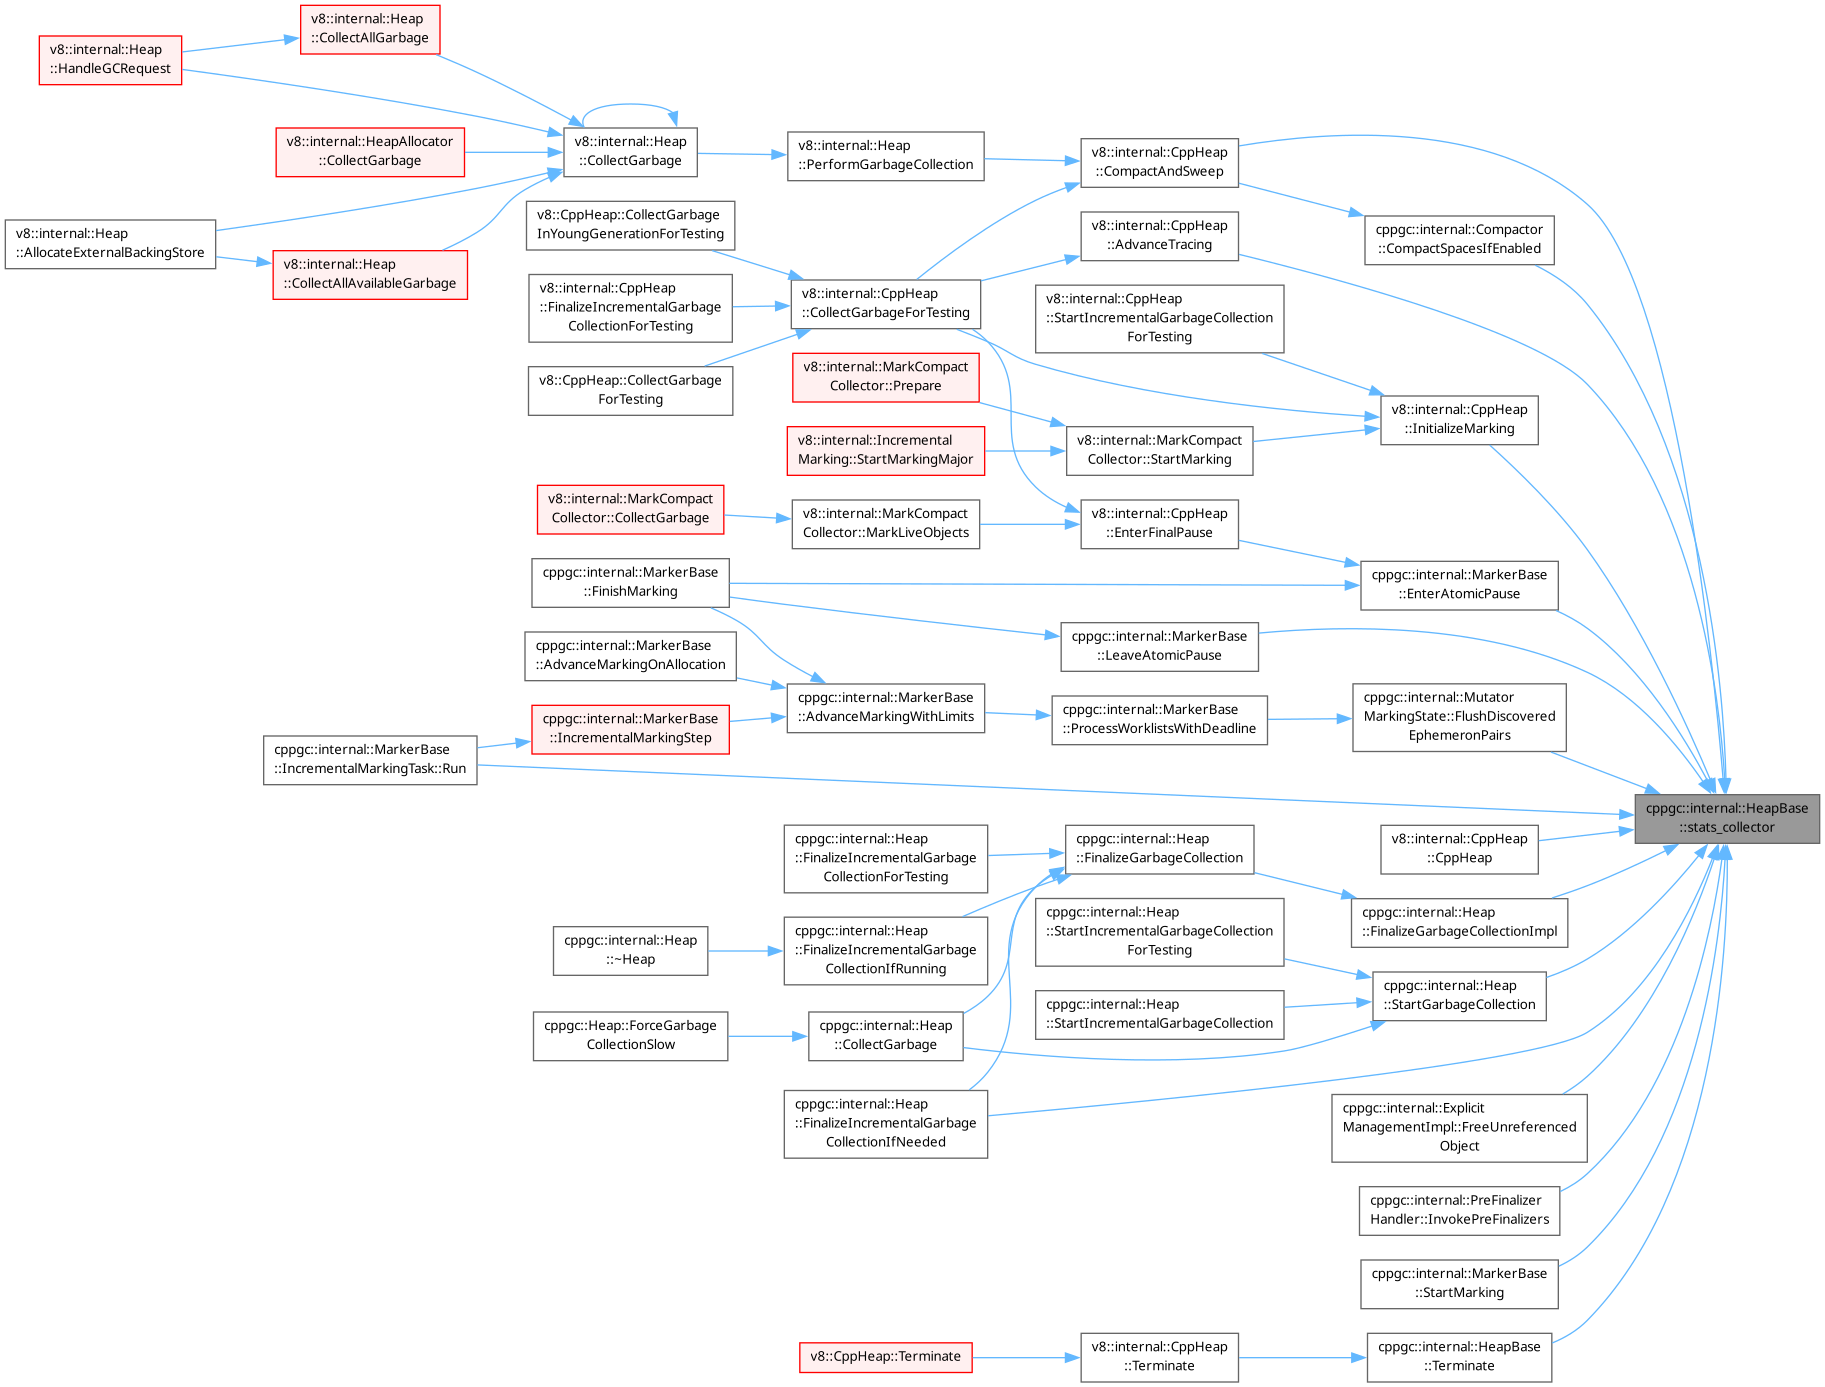 v8::internal::Heap
::CollectAllGarbage
v8::internal::Heap
::HandleGCRequest
v8::internal::HeapAllocator
::CollectGarbage
v8::internal::Heap
::CollectGarbage
v8::internal::Heap
::PerformGarbageCollection
v8::internal::CppHeap
::CompactAndSweep
v8::internal::Heap
::AllocateExternalBackingStore
v8::internal::Heap
::CollectAllAvailableGarbage
v8::CppHeap::CollectGarbage
InYoungGenerationForTesting
v8::internal::CppHeap
::AdvanceTracing
cppgc::internal::Compactor
::CompactSpacesIfEnabled
v8::internal::CppHeap
::FinalizeIncrementalGarbage
CollectionForTesting
v8::internal::CppHeap
::CollectGarbageForTesting
v8::internal::CppHeap
::StartIncrementalGarbageCollection
ForTesting
v8::CppHeap::CollectGarbage
ForTesting
v8::internal::MarkCompact
Collector::Prepare
v8::internal::CppHeap
::InitializeMarking
v8::internal::Incremental
Marking::StartMarkingMajor
v8::internal::MarkCompact
Collector::StartMarking
v8::internal::MarkCompact
Collector::CollectGarbage
v8::internal::MarkCompact
Collector::MarkLiveObjects
v8::internal::CppHeap
::EnterFinalPause
cppgc::internal::MarkerBase
::FinishMarking
cppgc::internal::MarkerBase
::EnterAtomicPause
cppgc::internal::MarkerBase
::AdvanceMarkingOnAllocation
cppgc::internal::MarkerBase
::LeaveAtomicPause
cppgc::internal::MarkerBase
::IncrementalMarkingStep
cppgc::internal::MarkerBase
::AdvanceMarkingWithLimits
cppgc::internal::MarkerBase
::ProcessWorklistsWithDeadline
cppgc::internal::Mutator
MarkingState::FlushDiscovered
EphemeronPairs
cppgc::internal::MarkerBase
::IncrementalMarkingTask::Run
cppgc::internal::HeapBase
::stats_collector
cppgc::internal::Heap
::FinalizeIncrementalGarbage
CollectionForTesting
cppgc::internal::Heap
::FinalizeGarbageCollection
v8::internal::CppHeap
::CppHeap
cppgc::internal::Heap
::~Heap
cppgc::internal::Heap
::FinalizeIncrementalGarbage
CollectionIfRunning
cppgc::internal::Heap
::StartIncrementalGarbageCollection
ForTesting
cppgc::internal::Heap
::FinalizeGarbageCollectionImpl
cppgc::Heap::ForceGarbage
CollectionSlow
cppgc::internal::Heap
::CollectGarbage
cppgc::internal::Heap
::StartIncrementalGarbageCollection
cppgc::internal::Heap
::StartGarbageCollection
cppgc::internal::Heap
::FinalizeIncrementalGarbage
CollectionIfNeeded
cppgc::internal::Explicit
ManagementImpl::FreeUnreferenced
Object
cppgc::internal::PreFinalizer
Handler::InvokePreFinalizers
cppgc::internal::MarkerBase
::StartMarking
v8::CppHeap::Terminate
v8::internal::CppHeap
::Terminate
cppgc::internal::HeapBase
::Terminate